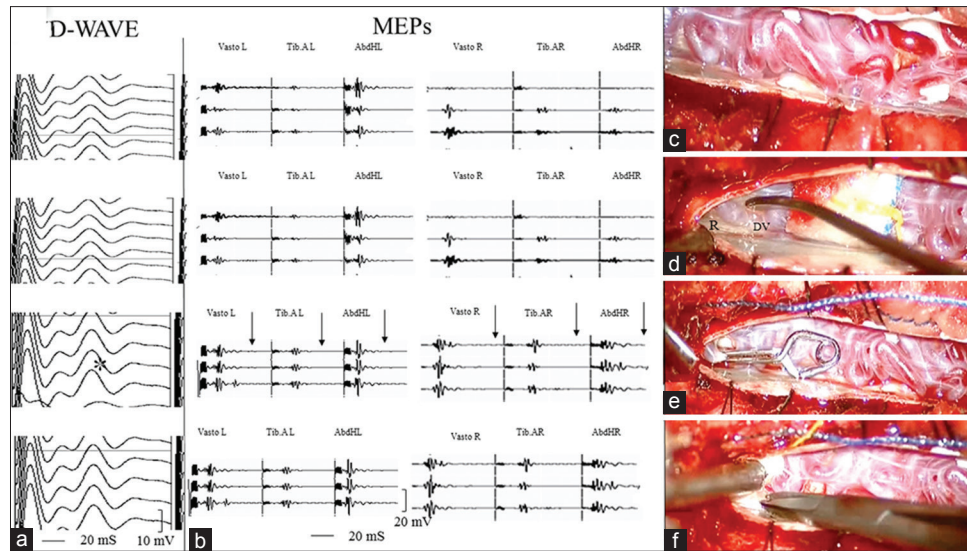 D-WAVE
MEPs
Vasto L Tib.A L AbdHL Vasto R Tib.AR AbdHR
Vasto L Tib.A L AbdHL Vasto R Tib.AR AbdHR
Vasto L Tib.A L AbdHL Vasto R Tib.AR AbdHR
*
Vasto L Tib.A L AbdHL Vasto R Tib.AR AbdHR
20 mS 10 mV
20 mS 20 mV
a
b
c
R DV
d
e
f